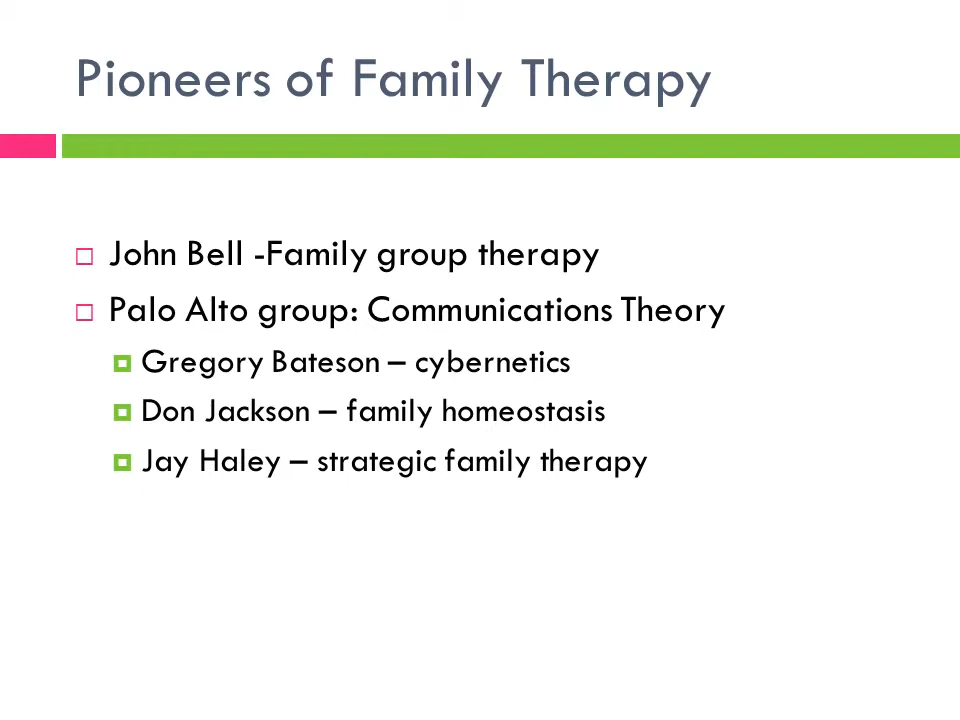 Pioneers of Family Therapy
John Bell -Family group therapy
Palo Alto group: Communications Theory
Gregory Bateson – cybernetics
Don Jackson – family homeostasis
Jay Haley – strategic family therapy